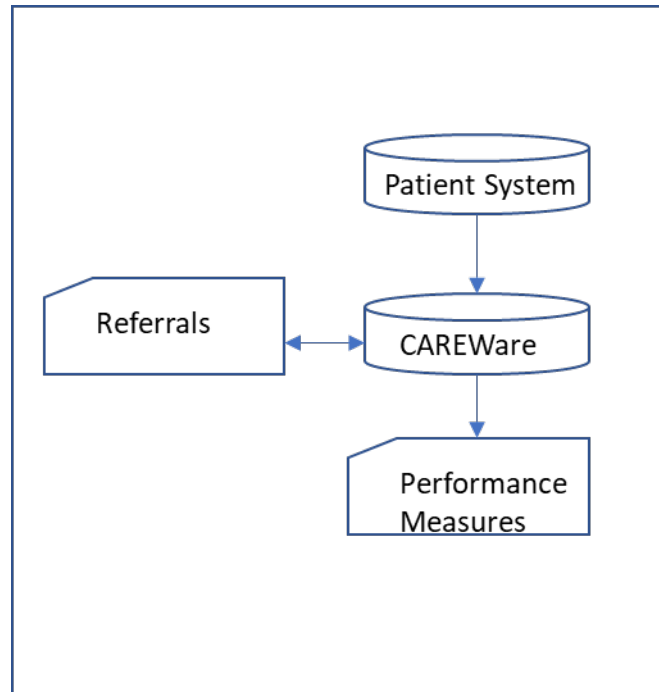 Patient System
Referrals
CAREWare
Performance
Measures